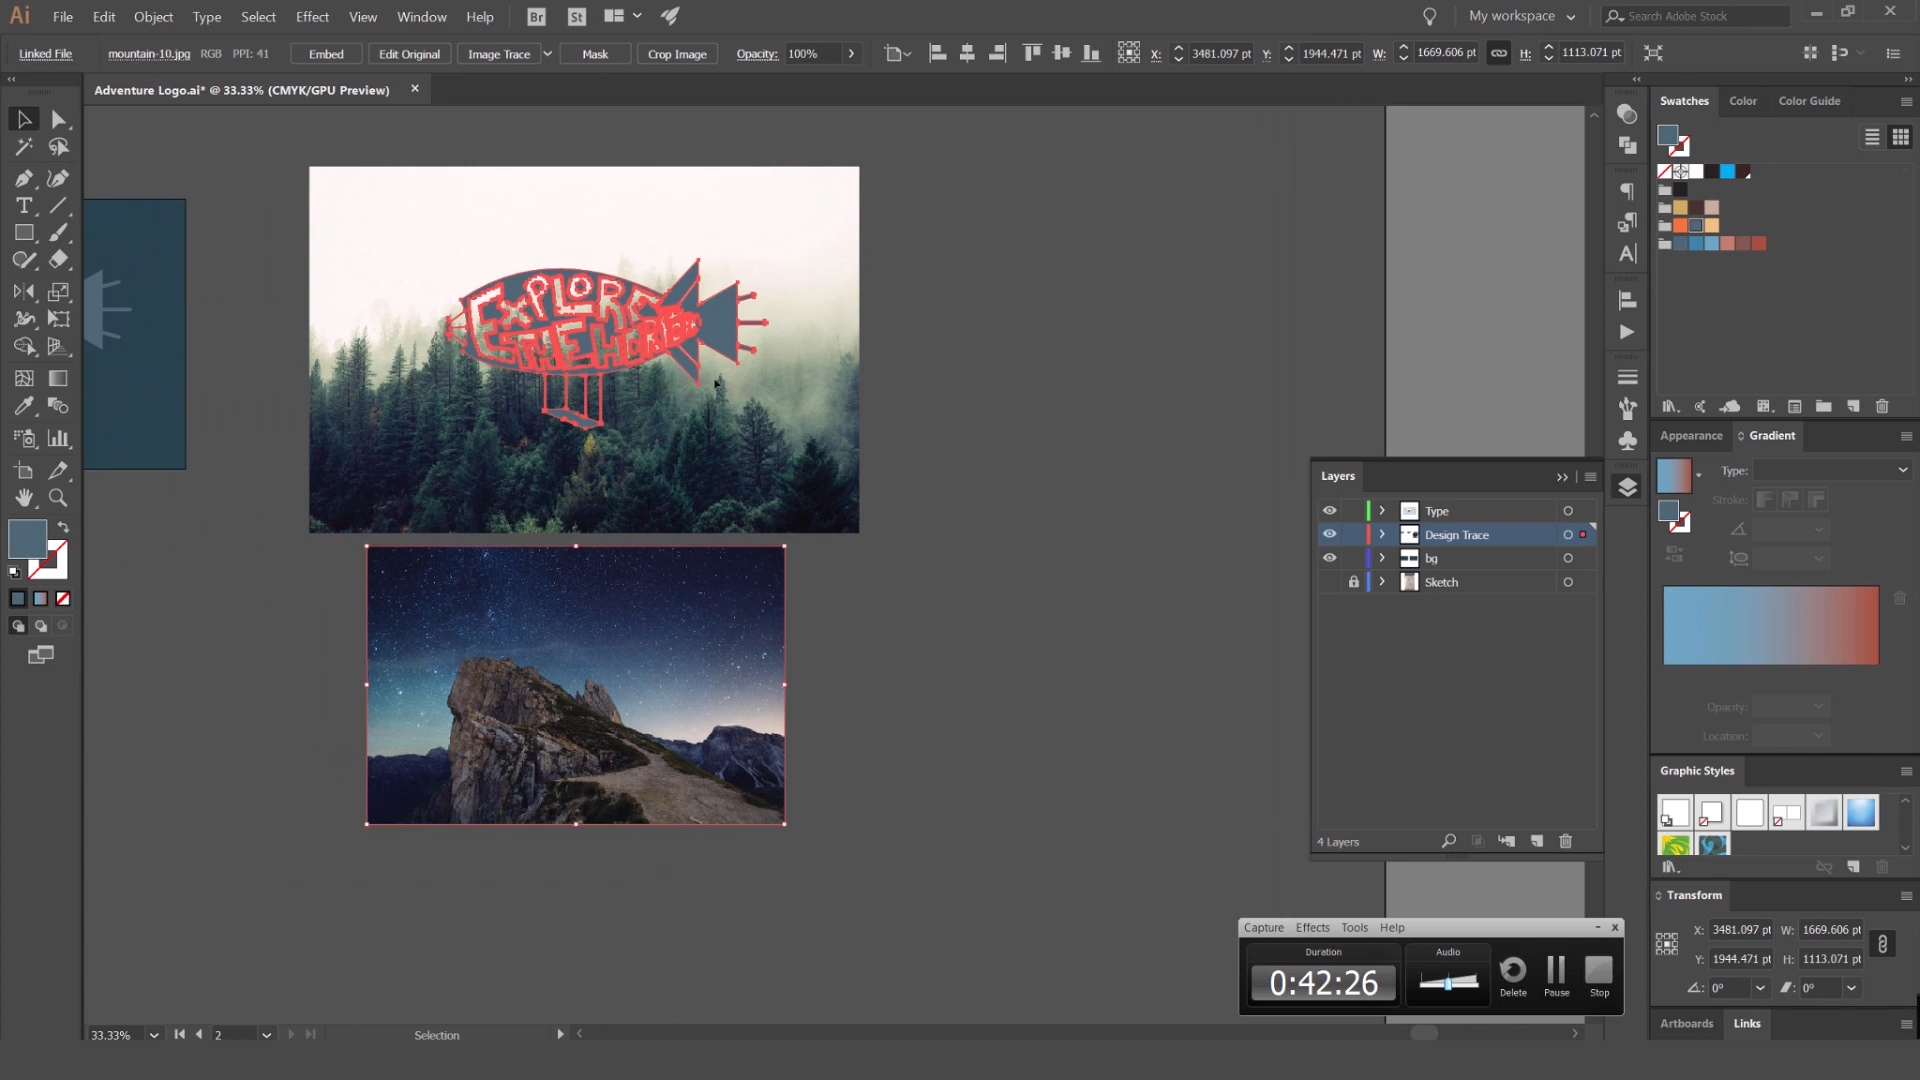 Ai File Edit Object Type Select Effect View Window Help Br St My workspace Search Adobe Stock
Linked File mountain-10.jpg RGB PPI: 41 Embed Edit Original Image Trace Mask Crop Image Opacity: 100% X: 3481.097 pt Y: 1944.471 pt W: 1669.606 pt H: 1113.071 pt
Adventure Logo.ai* @ 33.33% (CMYK/GPU Preview)
Swatches Color Color Guide
EXPLORE
THE
Appearance Gradient
Type:
Stroke:
Opacity:
Location:
Layers
Type
Design Trace
bg
Sketch
4 Layers
Graphic Styles
Transform
X: 3481.097 pt W: 1669.606 pt
Y: 1944.471 pt H: 1113.071 pt
0° 0°
Artboards Links
Capture Effects Tools Help
Duration Audio
0:42:26
Delete Pause Stop
33.33% 2 Selection